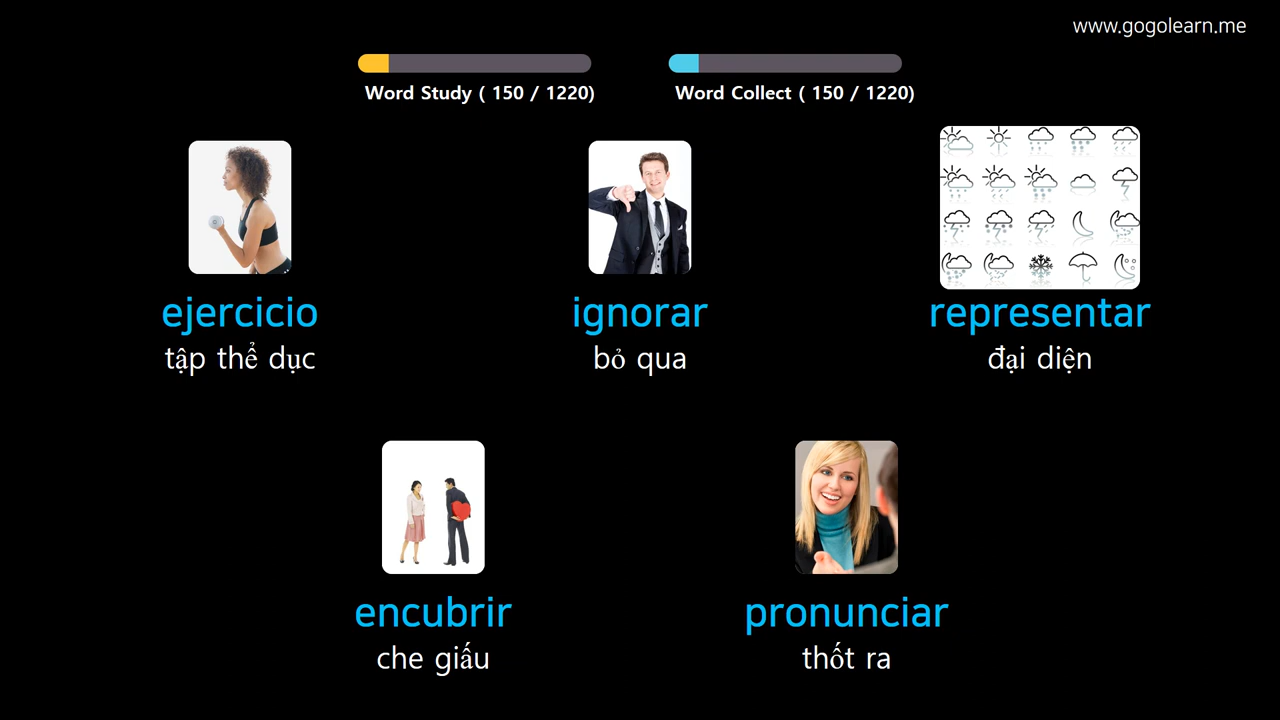 www.gogolearn.me
Word Study ( 150 / 1220)
Word Collect ( 150 / 1220)
ejercicio
tập thể dục
ignorar
bỏ qua
representar
đại diện
encubrir
che giấu
pronunciar
thốt ra